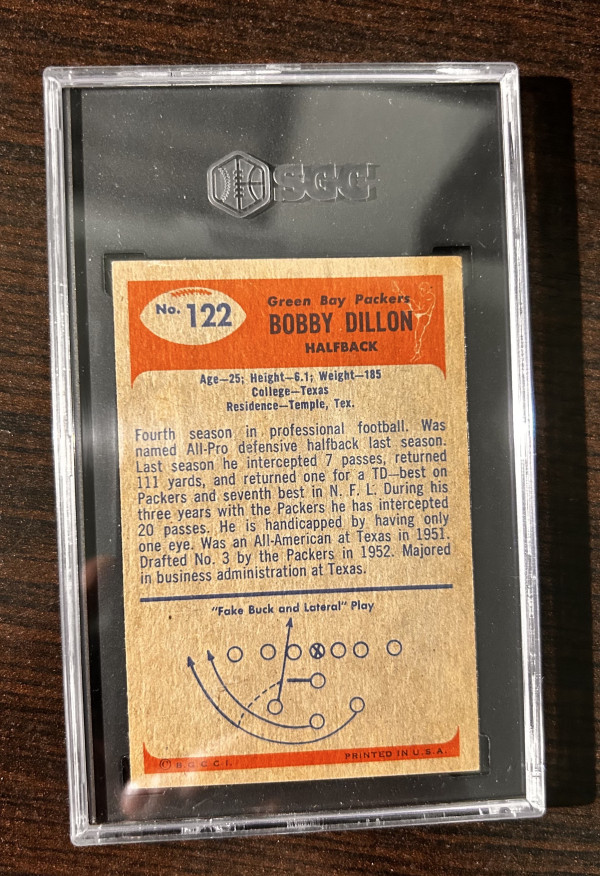 SGC
No. 122
Green Bay Packers
BOBBY DILLON
HALFBACK
Age—25; Height—6.1; Weight—185
College—Texas
Residence—Temple, Tex.
Fourth season in professional football. Was
named All-Pro defensive halfback last season.
Last season he intercepted 7 passes, returned
111 yards, and returned one for a TD—best on
Packers and seventh best in N. F. L. During his
three years with the Packers he has intercepted
20 passes. He is handicapped by having only
one eye. Was an All-American at Texas in 1951.
Drafted No. 3 by the Packers in 1952. Majored
in business administration at Texas.
"Fake Buck and Lateral" Play
© B.G.C.C.I.
PRINTED IN U.S.A.